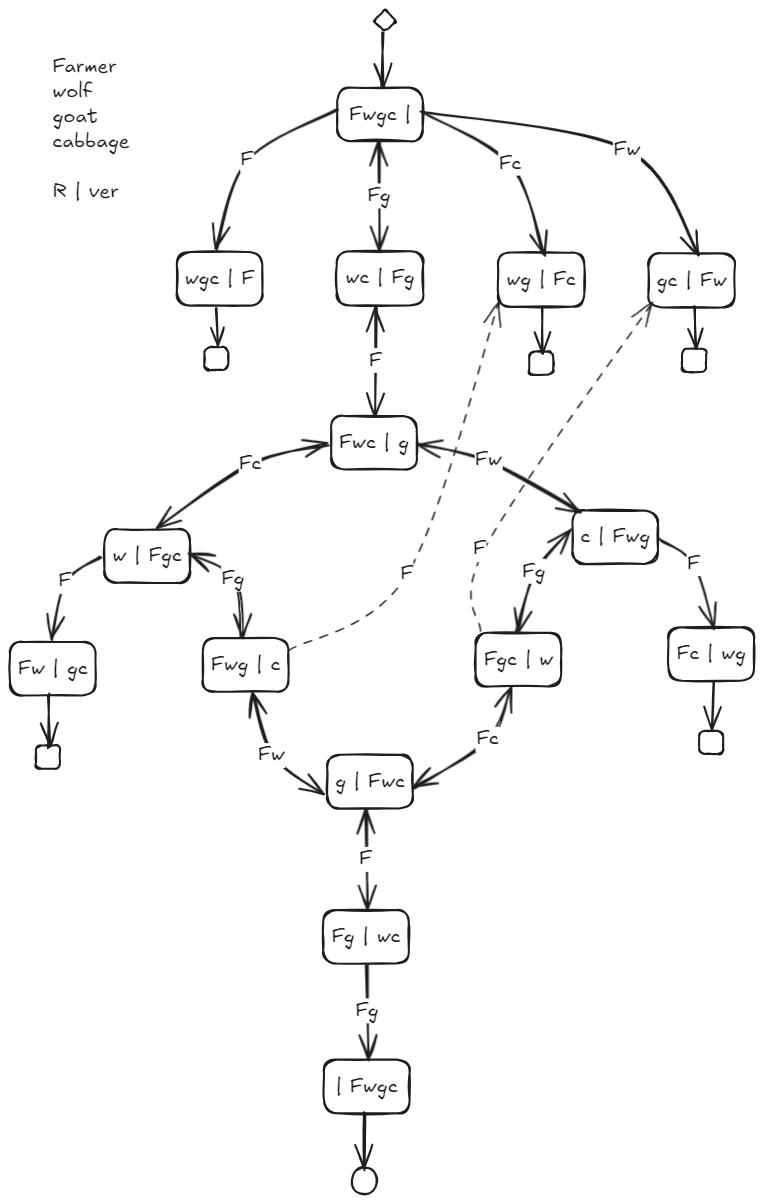 Farmer
wolf
goat
cabbage
R | ver
Fwgc |
F
Fg
Fc
Fw
wgc | F
wc | Fg
wg | Fc
gc | Fw
F
Fwc | g
Fc
Fw
w | Fgc
c | Fwg
F
Fg
F
F
Fg
F
Fw | gc
Fwg | c
Fgc | w
Fc | wg
Fw
Fc
g | Fwc
F
Fg | wc
Fg
| Fwgc